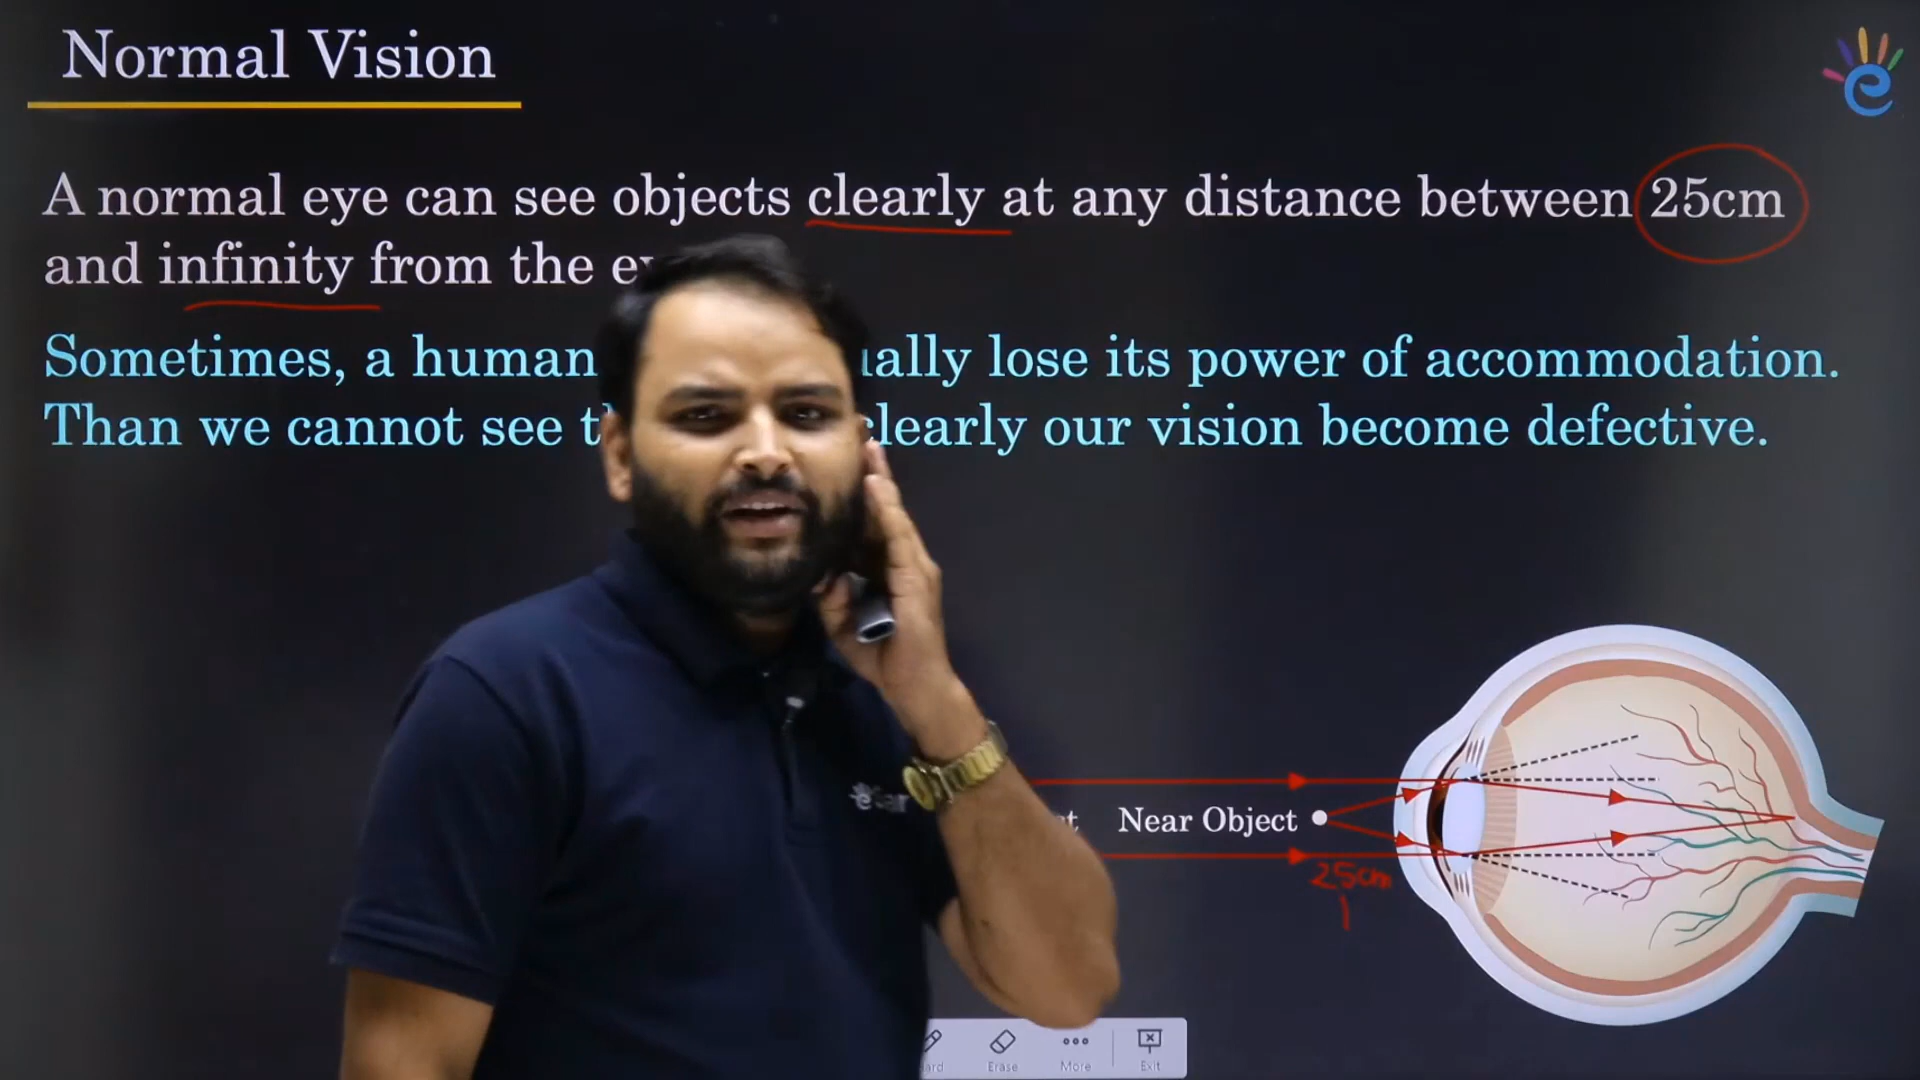 Normal Vision
A normal eye can see objects clearly at any distance between 25cm
and infinity from the
Sometimes, a human lose its power of accommodation.
Than we cannot see clearly our vision become defective.
Near Object
25cm
Erase
More
Exit